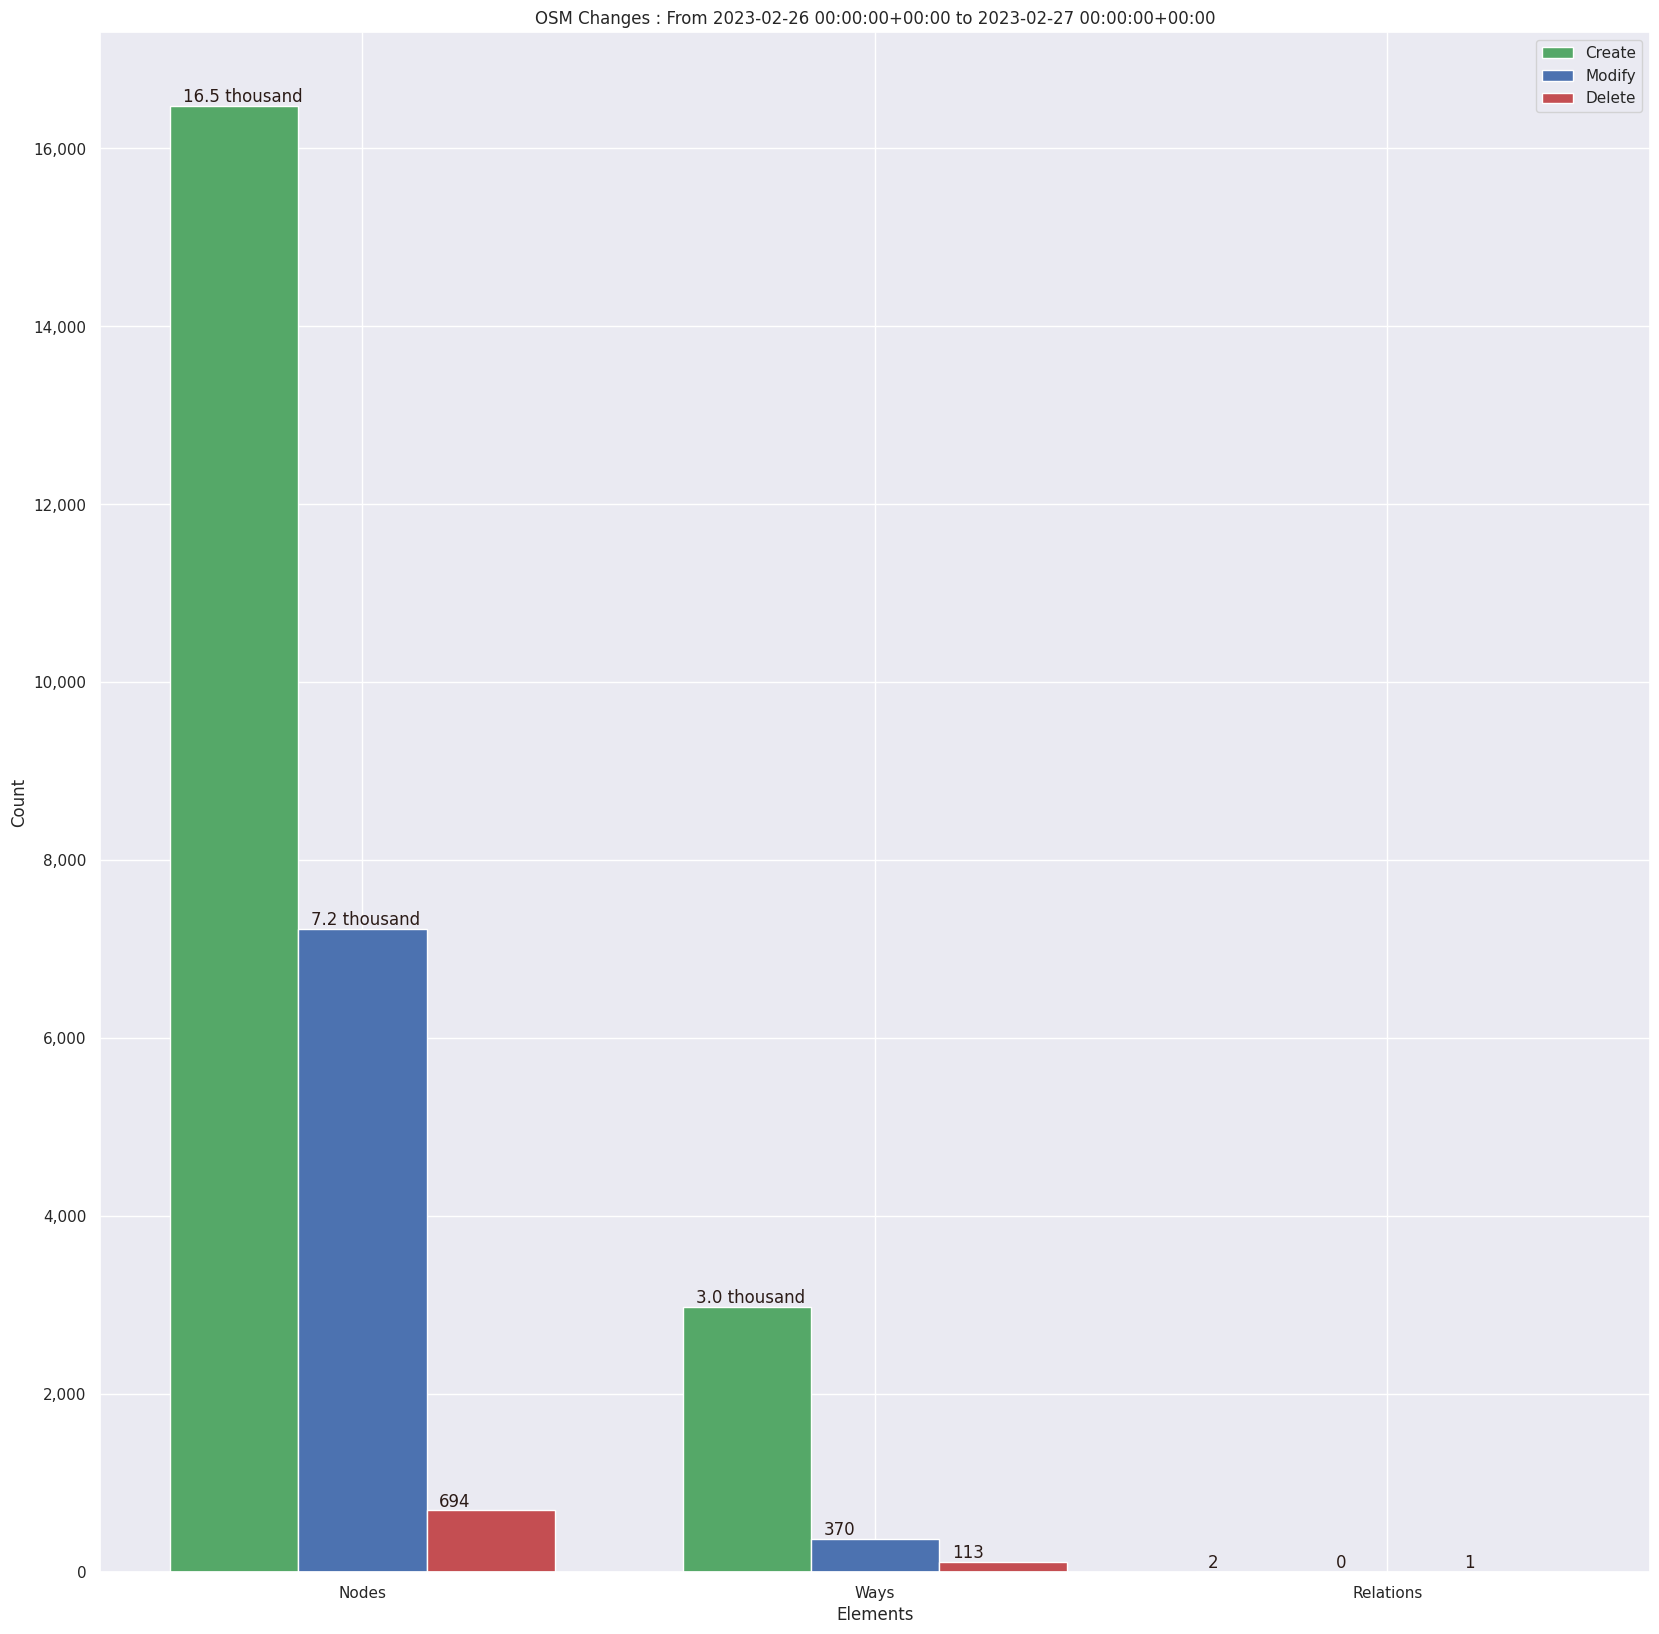 OSM Changes : From 2023-02-26 00:00:00+00:00 to 2023-02-27 00:00:00+00:00
Create
Modify
Delete
16.5 thousand
7.2 thousand
694
3.0 thousand
370
113
2
0
1
16,000
14,000
12,000
10,000
8,000
6,000
4,000
2,000
0
Count
Nodes
Ways
Relations
Elements